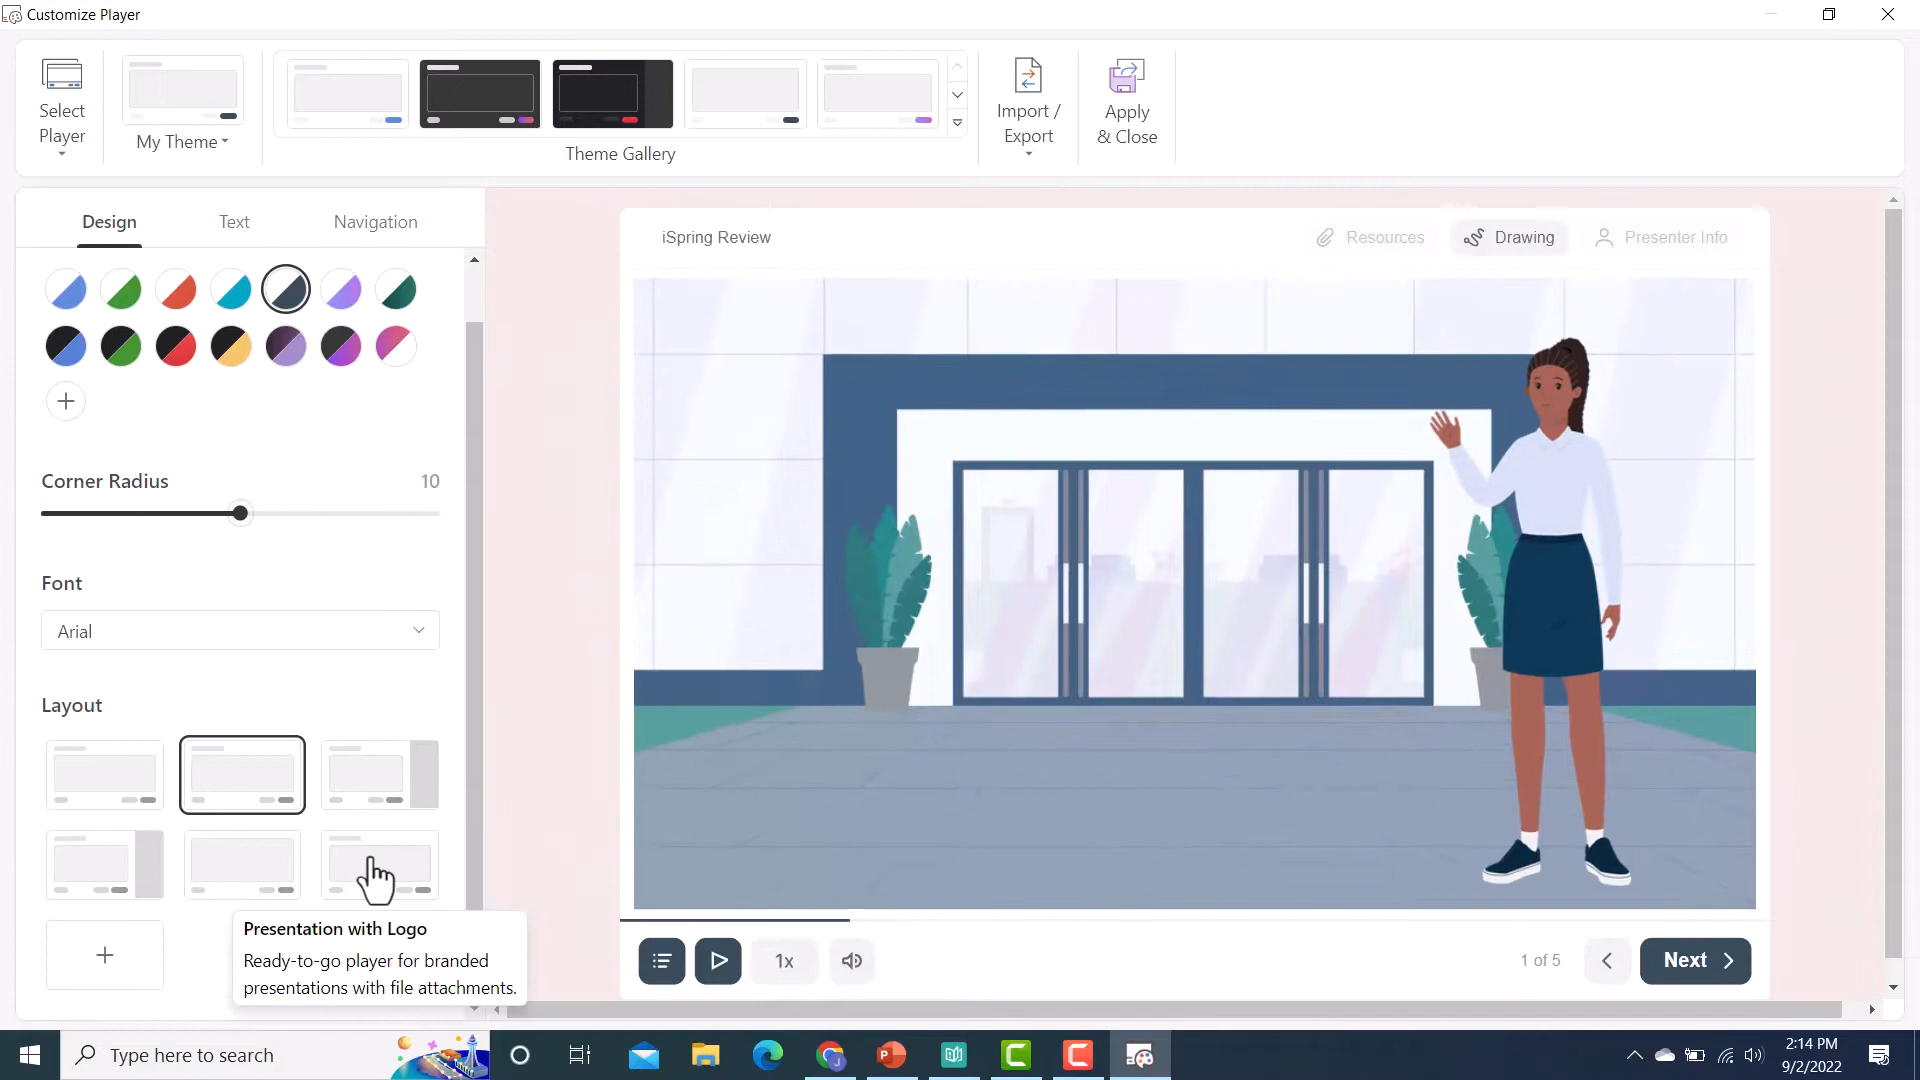 Customize Player
Select
Player
My Theme
Theme Gallery
Import /
Export
Apply
& Close
Design
Text
Navigation
Corner Radius
10
Font
Arial
Layout
Presentation with Logo
Ready-to-go player for branded
presentations with file attachments.
iSpring Review
Resources
Drawing
Presenter Info
1x
1 of 5
Next
Type here to search
2:14 PM
9/2/2022